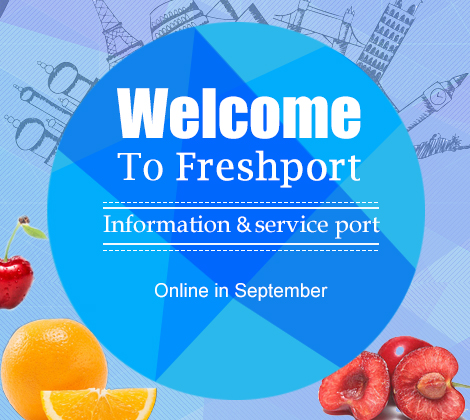 Welcome
To Freshport
Information & service port
Online in September